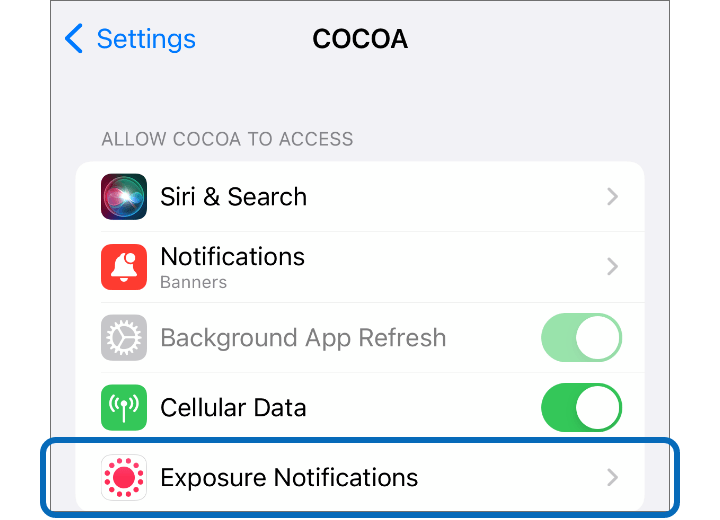 Settings
COCOA
ALLOW COCOA TO ACCESS
Siri & Search
Notifications
Banners
Background App Refresh
Cellular Data
Exposure Notifications